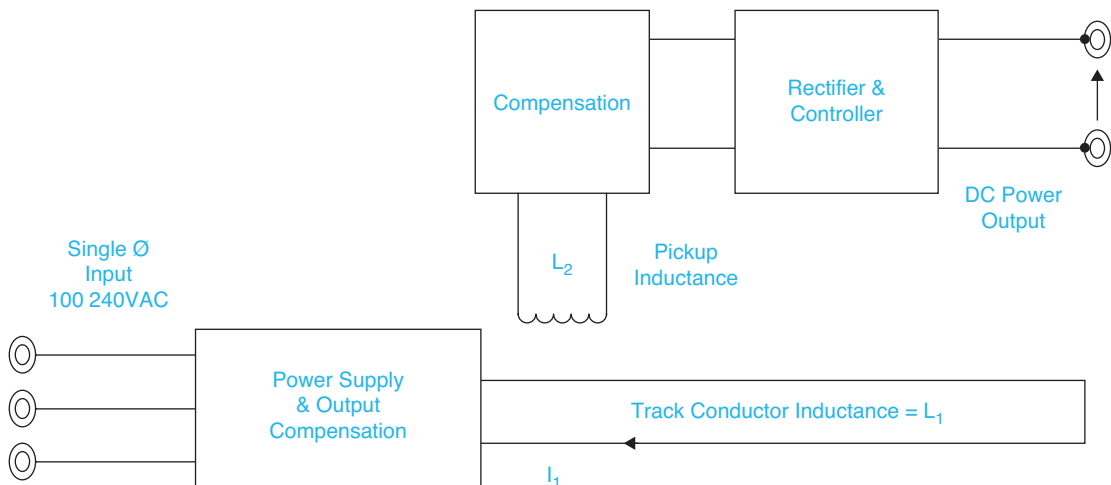 Compensation
Rectifier &
Controller
DC Power
Output
Single Ø
Input
100 240VAC
L2
Pickup
Inductance
Power Supply
& Output
Compensation
Track Conductor Inductance = L1
I1